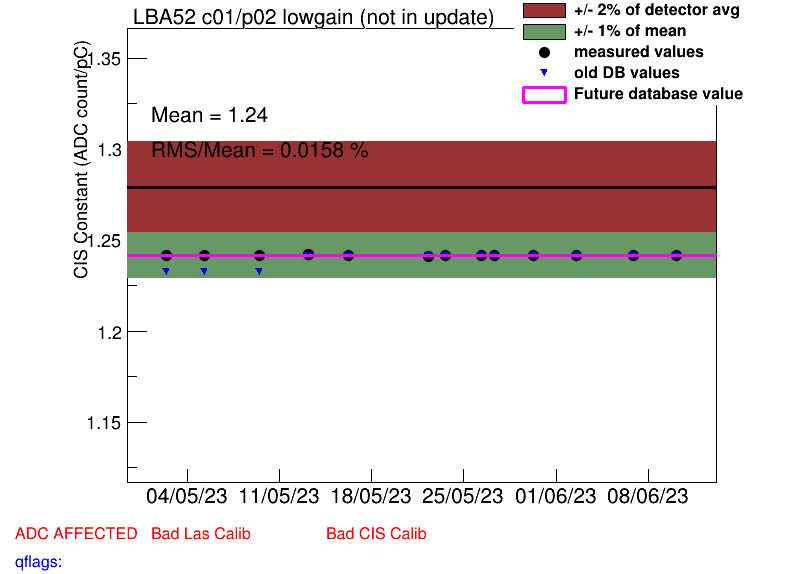 LBA52 c01/p02 lowgain (not in update)
+/- 2% of detector avg
+/- 1% of mean
measured values
old DB values
Future database value
CIS Constant (ADC count/pC)
1.35
Mean = 1.24
1.3
RMS/Mean = 0.0158 %
1.25
1.2
1.15
04/05/23 11/05/23 18/05/23 25/05/23 01/06/23 08/06/23
ADC AFFECTED Bad Las Calib Bad CIS Calib
qflags: